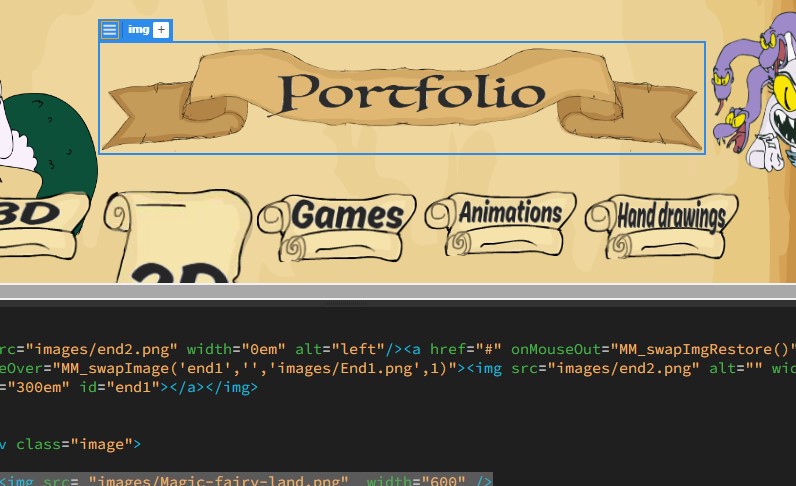 img +
Portfolio
3D
Games
Animations
Hand drawings
2D
rc="images/end2.png" width="0em" alt="left"/><a href="#" onMouseOut="MM_swapImgRestore()"
eOver="MM_swapImage('end1','','images/End1.png',1)"><img src="images/end2.png" alt="" wid
="300em" id="end1"></a></img>
v class="image">
<img src= "images/Magic-fairy-land.png"  width="600" />